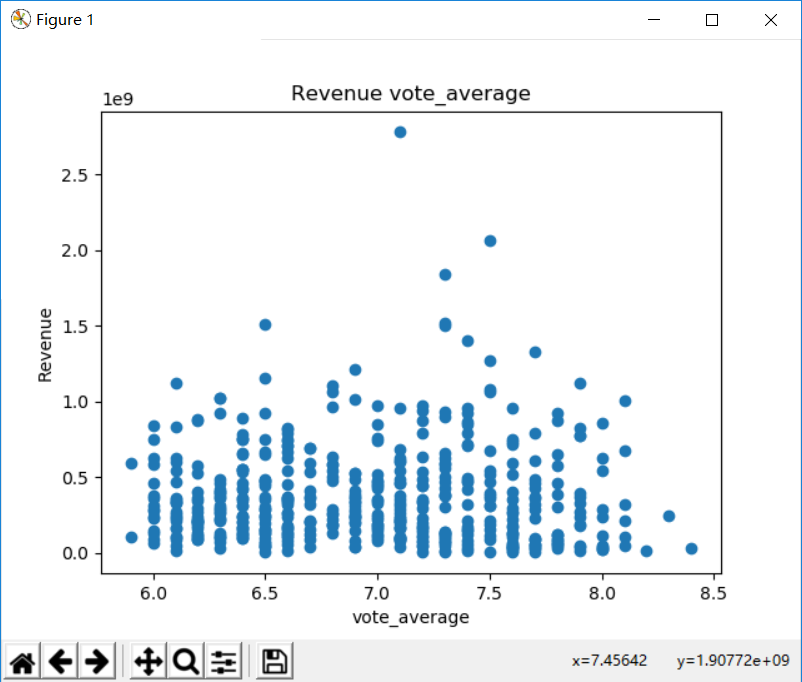 Figure 1
Revenue vote_average
1e9
2.5
2.0
1.5
1.0
0.5
0.0
Revenue
6.0 6.5 7.0 7.5 8.0 8.5
vote_average
x=7.45642 y=1.90772e+09